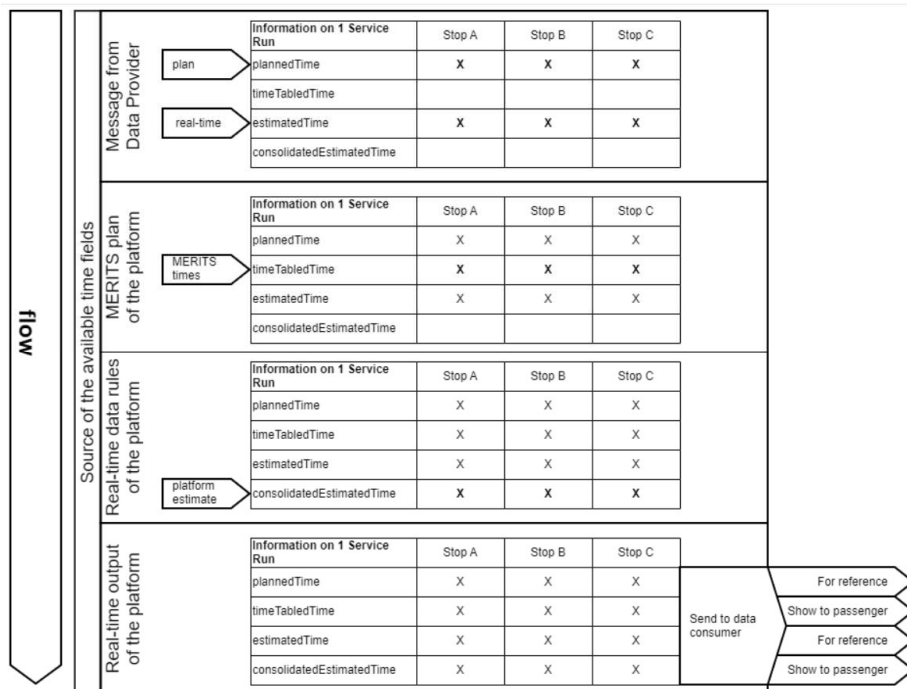 flow
Source of the available time fields
Message from
Data Provider
Information on 1 Service
Run
Stop A
Stop B
Stop C
plan
plannedTime
X
X
X
timeTabledTime
real-time
estimatedTime
X
X
X
consolidatedEstimatedTime
MERITS plan
of the platform
Information on 1 Service
Run
Stop A
Stop B
Stop C
plannedTime
X
X
X
MERITS
times
timeTabledTime
X
X
X
estimatedTime
X
X
X
consolidatedEstimatedTime
Real-time data rules
of the platform
Information on 1 Service
Run
Stop A
Stop B
Stop C
plannedTime
X
X
X
timeTabledTime
X
X
X
estimatedTime
X
X
X
platform
estimate
consolidatedEstimatedTime
X
X
X
Real-time output
of the platform
Information on 1 Service
Run
Stop A
Stop B
Stop C
plannedTime
X
X
X
timeTabledTime
X
X
X
estimatedTime
X
X
X
consolidatedEstimatedTime
X
X
X
Send to data
consumer
For reference
Show to passenger
For reference
Show to passenger